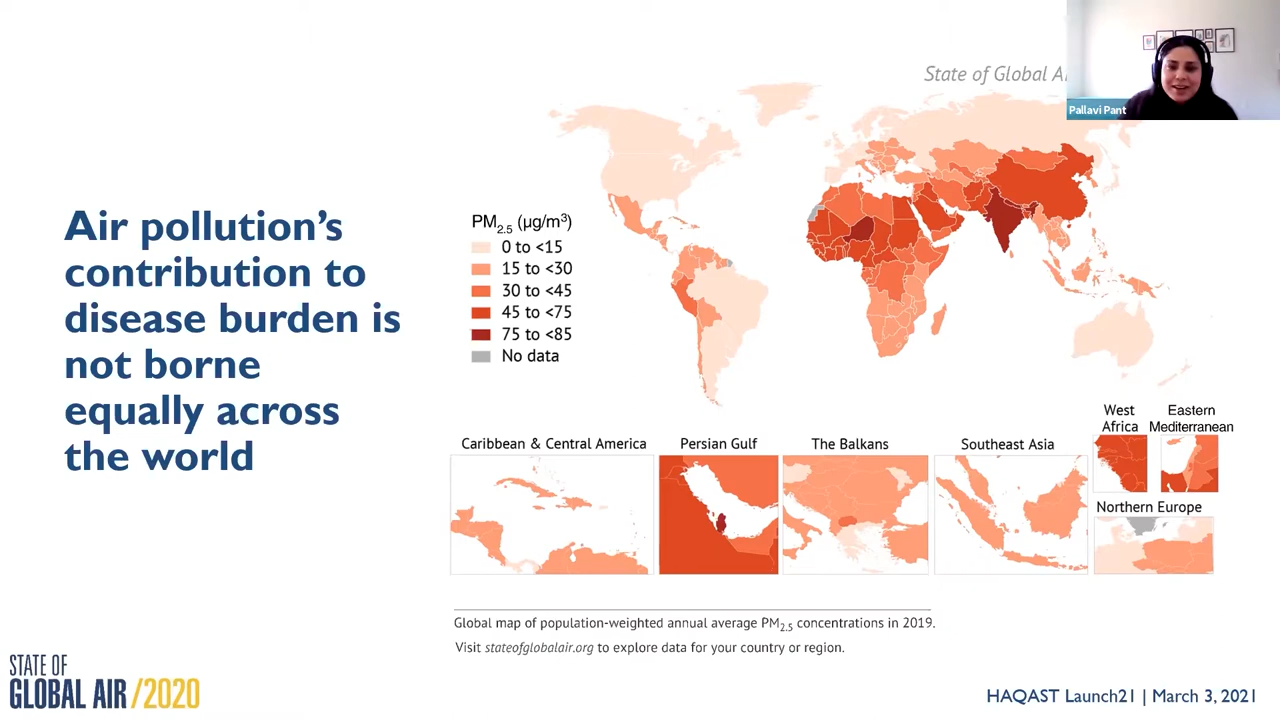 State of Global A
Pallavi Pant
Air pollution's
contribution to
disease burden is
not borne
equally across
the world
PM2.5 (µg/m³)
0 to <15
15 to <30
30 to <45
45 to <75
75 to <85
No data
West
Africa
Eastern
Mediterranean
Caribbean & Central America
Persian Gulf
The Balkans
Southeast Asia
Northern Europe
Global map of population-weighted annual average PM2.5 concentrations in 2019.
Visit stateofglobalair.org to explore data for your country or region.
STATE OF
GLOBAL AIR/2020
HAQAST Launch21 | March 3, 2021